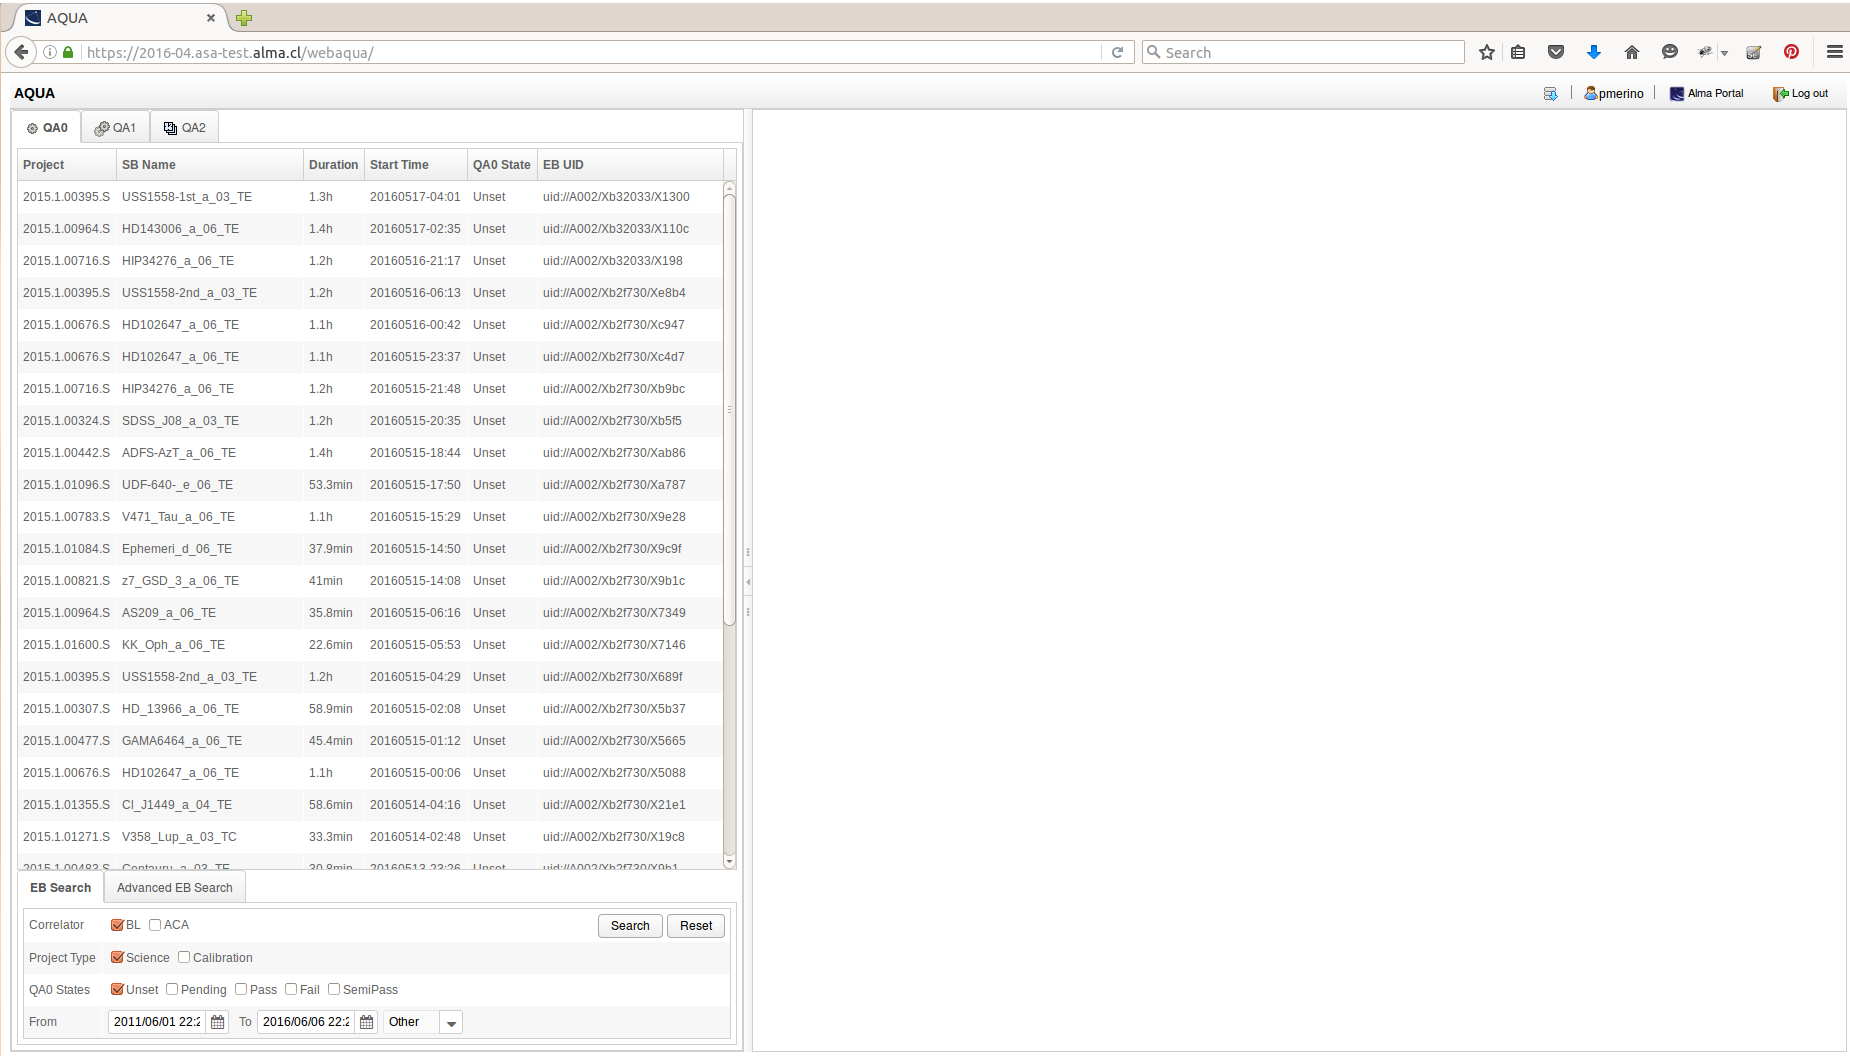 AQUA
https://2016-04.asa-test.alma.cl/webaqua/
Search
AQUA
pmerino
Alma Portal
Log out
QA0 QA1 QA2
Project SB Name Duration Start Time QA0 State EB UID
2015.1.00395.S USS1558-1st_a_03_TE 1.3h 20160517-04:01 Unset uid://A002/Xb32033/X1300
2015.1.00964.S HD143006_a_06_TE 1.4h 20160517-02:35 Unset uid://A002/Xb32033/X110c
2015.1.00716.S HIP34276_a_06_TE 1.2h 20160516-21:17 Unset uid://A002/Xb32033/X198
2015.1.00395.S USS1558-2nd_a_03_TE 1.2h 20160516-06:13 Unset uid://A002/Xb2f730/Xe8b4
2015.1.00676.S HD102647_a_06_TE 1.1h 20160516-00:42 Unset uid://A002/Xb2f730/Xc947
2015.1.00676.S HD102647_a_06_TE 1.1h 20160515-23:37 Unset uid://A002/Xb2f730/Xc4d7
2015.1.00716.S HIP34276_a_06_TE 1.2h 20160515-21:48 Unset uid://A002/Xb2f730/Xb9bc
2015.1.00324.S SDSS_J08_a_03_TE 1.2h 20160515-20:35 Unset uid://A002/Xb2f730/Xb5f5
2015.1.00442.S ADFS-AzT_a_06_TE 1.4h 20160515-18:44 Unset uid://A002/Xb2f730/Xab86
2015.1.01096.S UDF-640-_e_06_TE 53.3min 20160515-17:50 Unset uid://A002/Xb2f730/Xa787
2015.1.00783.S V471_Tau_a_06_TE 1.1h 20160515-15:29 Unset uid://A002/Xb2f730/X9e28
2015.1.01084.S Ephemeri_d_06_TE 37.9min 20160515-14:50 Unset uid://A002/Xb2f730/X9c9f
2015.1.00821.S z7_GSD_3_a_06_TE 41min 20160515-14:08 Unset uid://A002/Xb2f730/X9b1c
2015.1.00964.S AS209_a_06_TE 35.8min 20160515-06:16 Unset uid://A002/Xb2f730/X7349
2015.1.01600.S KK_Oph_a_06_TE 22.6min 20160515-05:53 Unset uid://A002/Xb2f730/X7146
2015.1.00395.S USS1558-2nd_a_03_TE 1.2h 20160515-04:29 Unset uid://A002/Xb2f730/X689f
2015.1.00307.S HD_13966_a_06_TE 58.9min 20160515-02:08 Unset uid://A002/Xb2f730/X5b37
2015.1.00477.S GAMA6464_a_06_TE 45.4min 20160515-01:12 Unset uid://A002/Xb2f730/X5665
2015.1.00676.S HD102647_a_06_TE 1.1h 20160515-00:06 Unset uid://A002/Xb2f730/X5088
2015.1.01355.S Cl_J1449_a_04_TE 58.6min 20160514-04:16 Unset uid://A002/Xb2f730/X21e1
2015.1.01271.S V358_Lup_a_03_TC 33.3min 20160514-02:48 Unset uid://A002/Xb2f730/X19c8
2015.1.00483.S Centauru_a_03_TE 30.8min 20160513-23:26 Unset uid://A002/Xb2f730/X9b1
EB Search Advanced EB Search
Correlator BL ACA Search Reset
Project Type Science Calibration
QA0 States Unset Pending Pass Fail SemiPass
From 2011/06/01 22:2 To 2016/06/06 22:2 Other